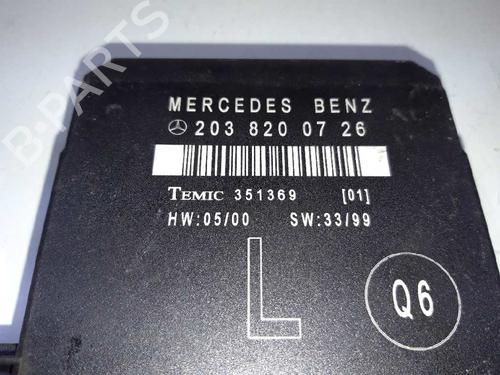 MERCEDES BENZ
203 820 07 26
TEMIC 351369 [01]
HW:05/00 SW:33/99
L
Q6
B-PARTS